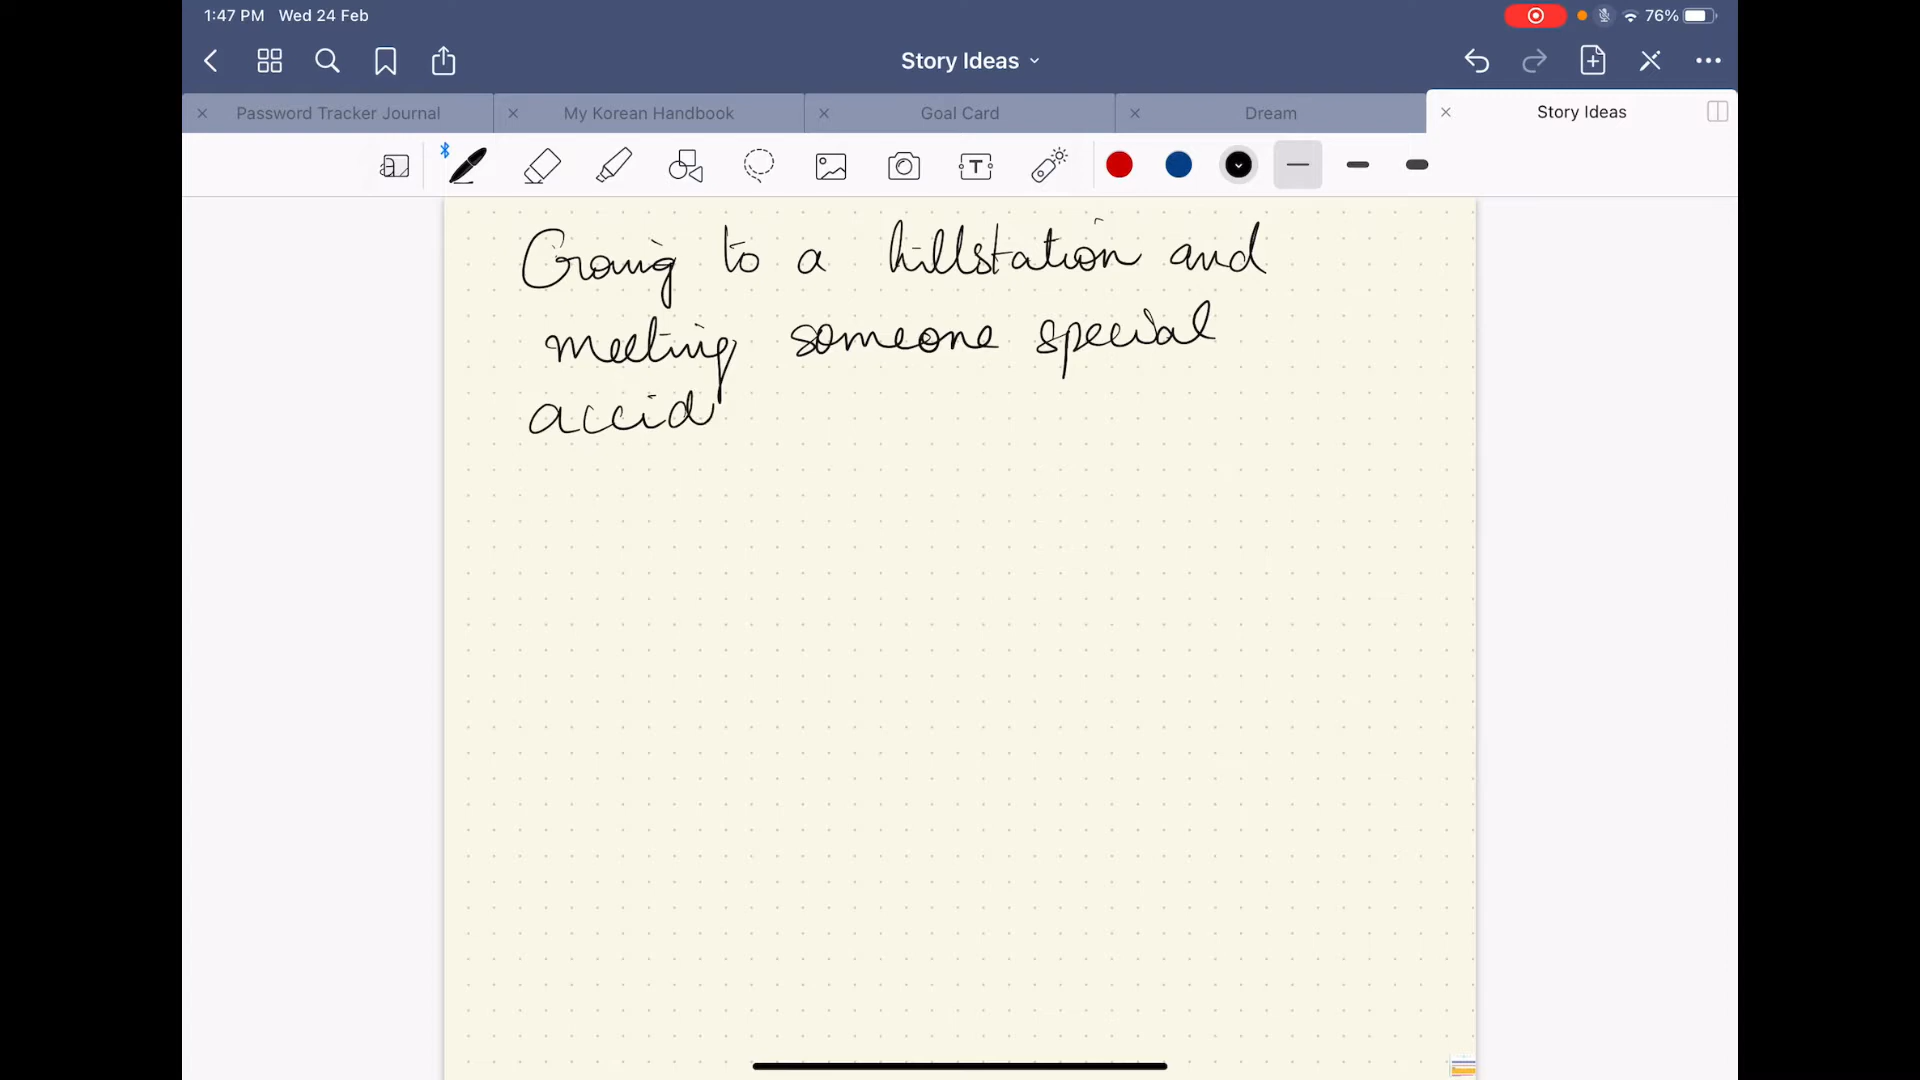 1:47 PM Wed 24 Feb 76%
Story Ideas
Password Tracker Journal My Korean Handbook Goal Card Dream Story Ideas
T
Going to a hillstation and
meeting someone special
accid